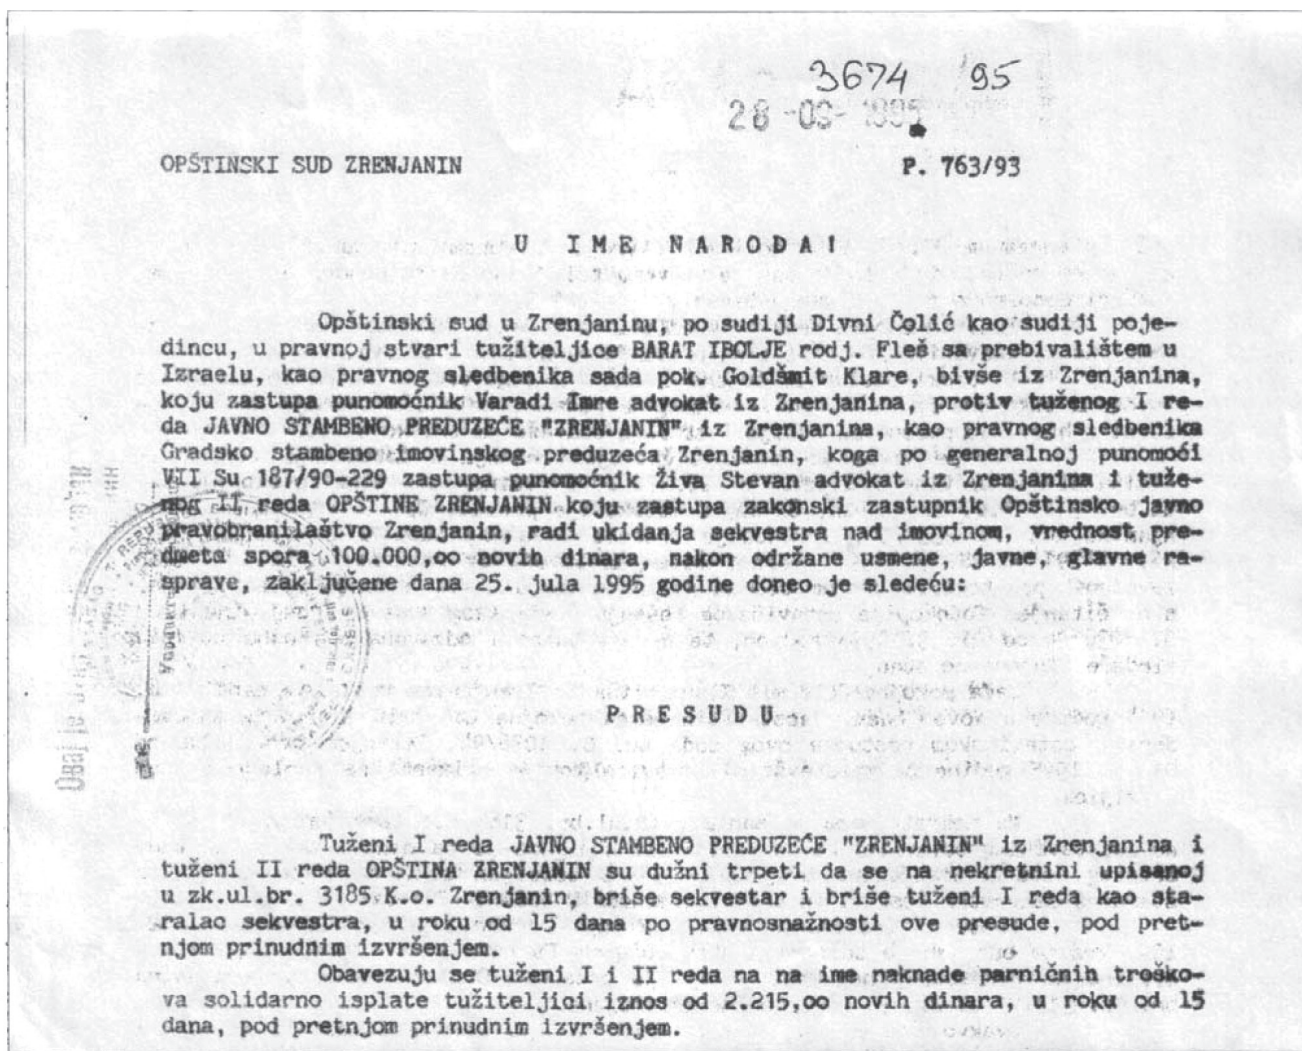 3674 '95
28 -09- 1995
OPŠTINSKI SUD ZRENJANIN P. 763/93
U IME NARODA!
Opštinski sud u Zrenjaninu, po sudiji Divni Čolić kao sudiji poje-
dincu, u pravnoj stvari tužiteljice BARAT IBOLJE rodj. Fleš sa prebivalištem u
Izraelu, kao pravnog sledbenika sada pok. Goldšmit Klare, bivše iz Zrenjanina,
koju zastupa punomoćnik Varadi Imre advokat iz Zrenjanina, protiv tuženog I re-
da JAVNO STAMBENO PREDUZEĆE "ZRENJANIN" iz Zrenjanina, kao pravnog sledbenika
Gradsko stambeno imovinskog preduzeća Zrenjanin, koga po generalnoj punomoći
VII Su 187/90-229 zastupa punomoćnik Živa Stevan advokat iz Zrenjanina i tuže-
nog II reda OPŠTINE ZRENJANIN koju zastupa zakonski zastupnik Opštinsko javno
pravobranilaštvo Zrenjanin, radi ukidanja sekvestra nad imovinom, vrednost pre-
dmeta spora 100.000,oo novih dinara, nakon održane usmene, javne, glavne ra-
sprave, zaključene dana 25. jula 1995 godine doneo je sledeću:
PRESUDU
Tuženi I reda JAVNO STAMBENO PREDUZEĆE "ZRENJANIN" iz Zrenjanina i
tuženi II reda OPŠTINA ZRENJANIN su dužni trpeti da se na nekretnini upisanoj
u zk.ul.br. 3185 K.o. Zrenjanin, briše sekvestar i briše tuženi I reda kao sta-
ralac sekvestra, u roku od 15 dana po pravnosnažnosti ove presude, pod pret-
njom prinudnim izvršenjem.
Obavezuju se tuženi I i II reda na na ime naknade parničnih troško-
va solidarno isplate tužiteljici iznos od 2.215,oo novih dinara, u roku od 15
dana, pod pretnjom prinudnim izvršenjem.